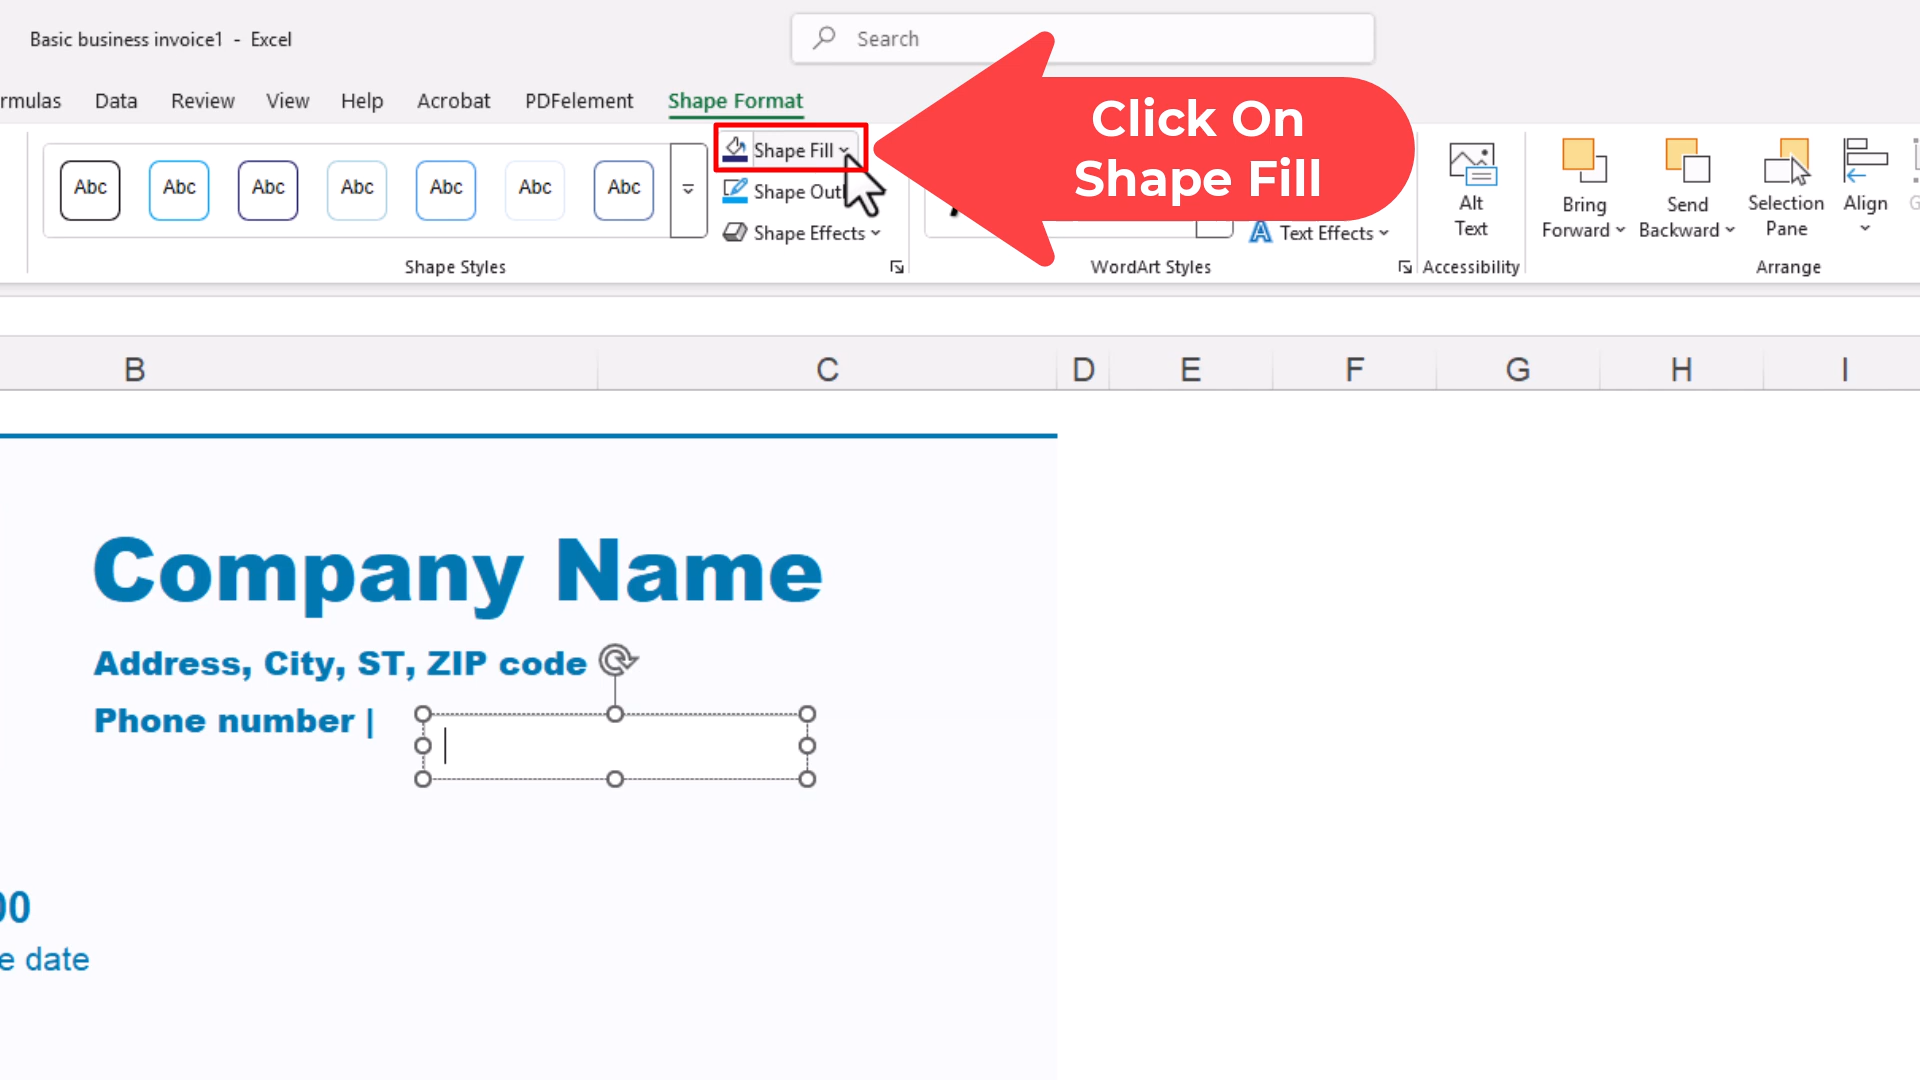 Basic business invoice1 - Excel
Search
rmulas Data Review View Help Acrobat PDFelement Shape Format
Click On
Shape Fill
Abc Abc Abc Abc Abc Abc Abc
Shape Fill
Shape Outl
Shape Effects
Text Effects
Alt
Text
Bring
Forward
Send
Backward
Selection
Pane
Align
Shape Styles
WordArt Styles
Accessibility
Arrange
B C D E F G H I
Company Name
Address, City, ST, ZIP code
Phone number |
00
e date